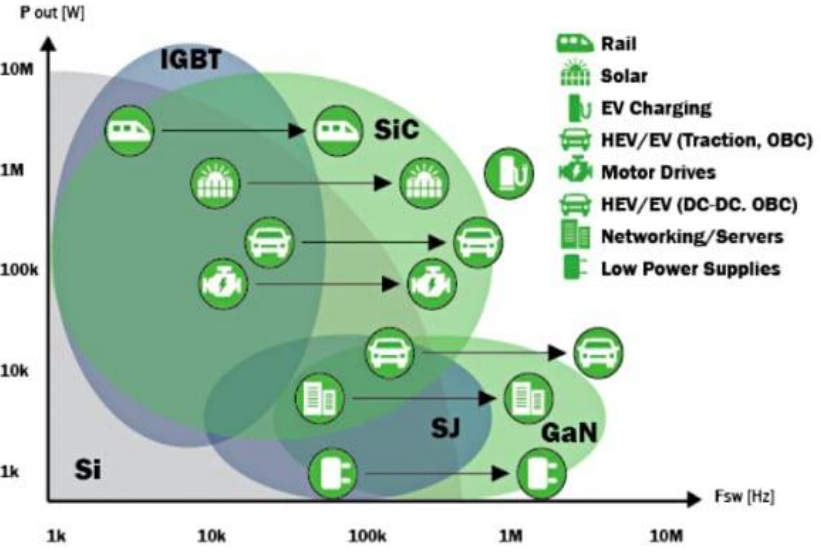 P out [W]
10M
1M
100k
10k
1k
IGBT
SiC
SJ
GaN
Si
Rail
Solar
EV Charging
HEV/EV (Traction, OBC)
Motor Drives
HEV/EV (DC-DC. OBC)
Networking/Servers
Low Power Supplies
Fsw [Hz]
1k 10k 100k 1M 10M